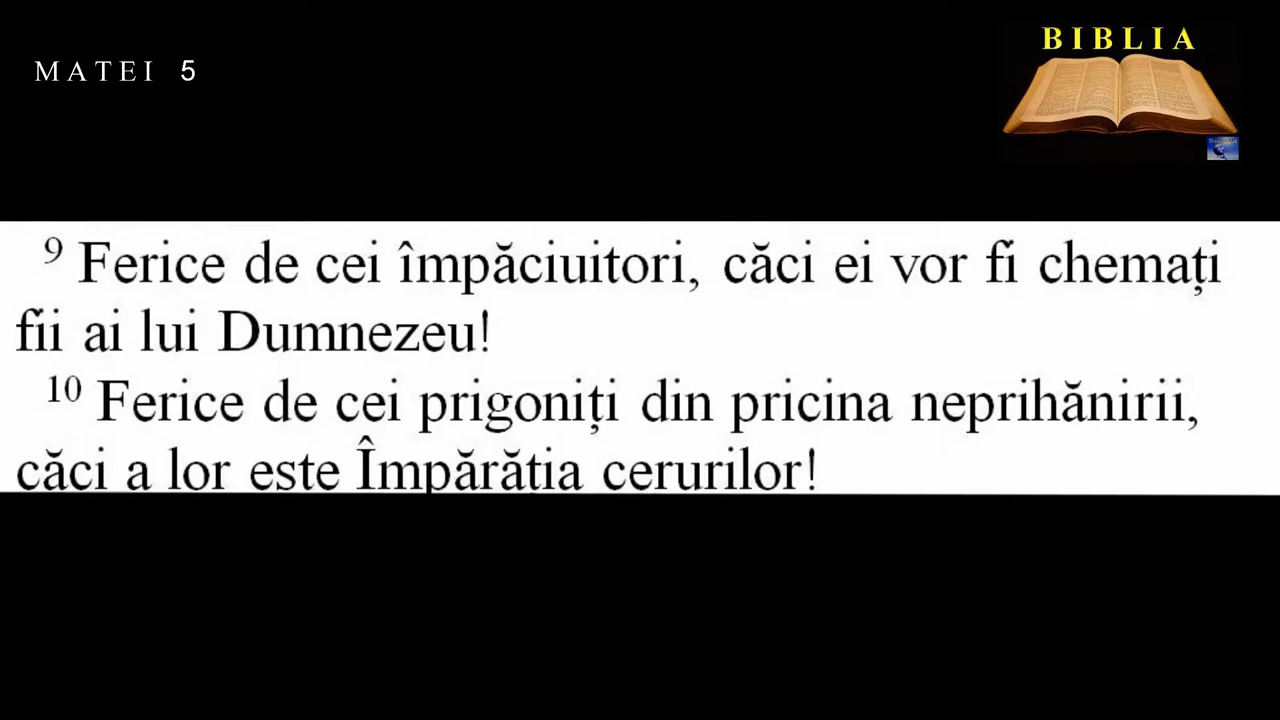 MATEI 5
BIBLIA
9 Ferice de cei împăciuitori, căci ei vor fi chemați
fii ai lui Dumnezeu!
10 Ferice de cei prigoniți din pricina neprihănirii,
căci a lor este Împărăția cerurilor!